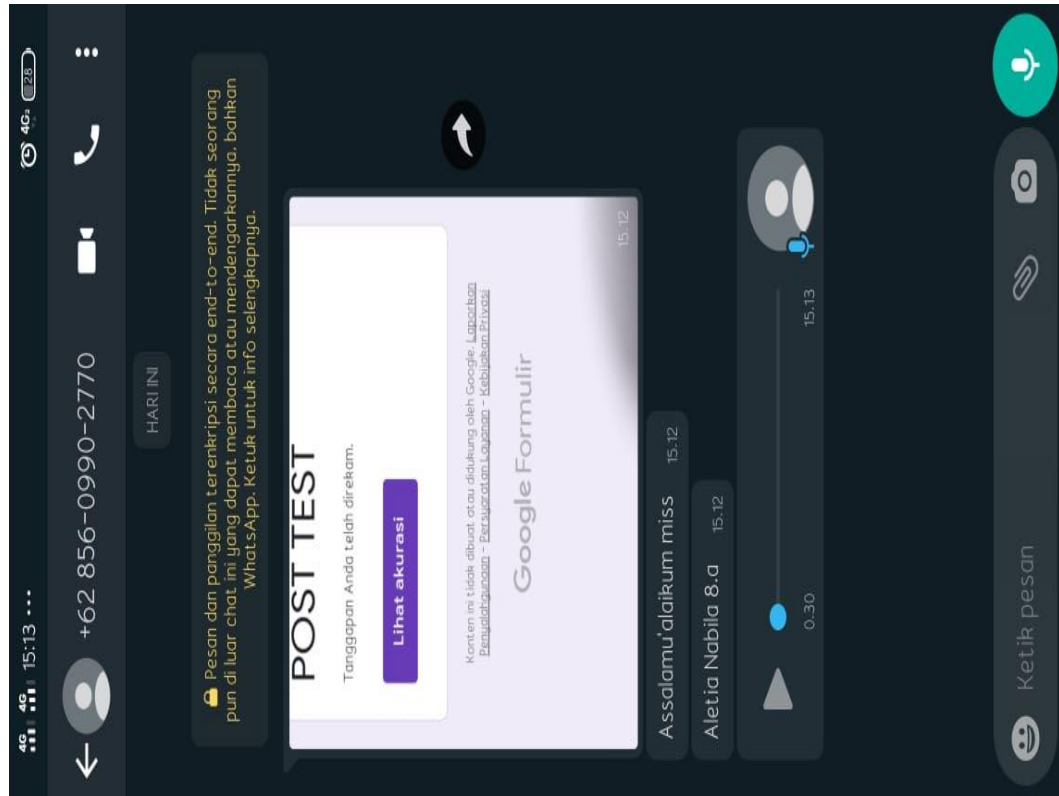 4G 4G 15:13 ... 4G² 28
+62 856-0990-2770
HARI INI
Pesan dan panggilan terenkripsi secara end-to-end. Tidak seorang
pun di luar chat ini yang dapat membaca atau mendengarkannya, bahkan
WhatsApp. Ketuk untuk info selengkapnya.
POST TEST
Tanggapan Anda telah direkam.
Lihat akurasi
Konten ini tidak dibuat atau didukung oleh Google. Laporkan
Penyalahgunaan - Persyaratan Layanan - Kebijakan Privasi
Google Formulir
15.12
Assalamu'alaikum miss 15.12
Aletia Nabila 8.a 15.12
0.30 15.13
Ketik pesan